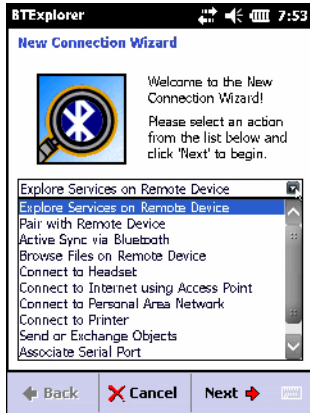 BTExplorer 7:53
New Connection Wizard
Welcome to the New
Connection Wizard!
Please select an action
from the list below and
click 'Next' to begin.
Explore Services on Remote Device
Explore Services on Remote Device
Pair with Remote Device
Active Sync via Bluetooth
Browse Files on Remote Device
Connect to Headset
Connect to Internet using Access Point
Connect to Personal Area Network
Connect to Printer
Send or Exchange Objects
Associate Serial Port
Back Cancel Next